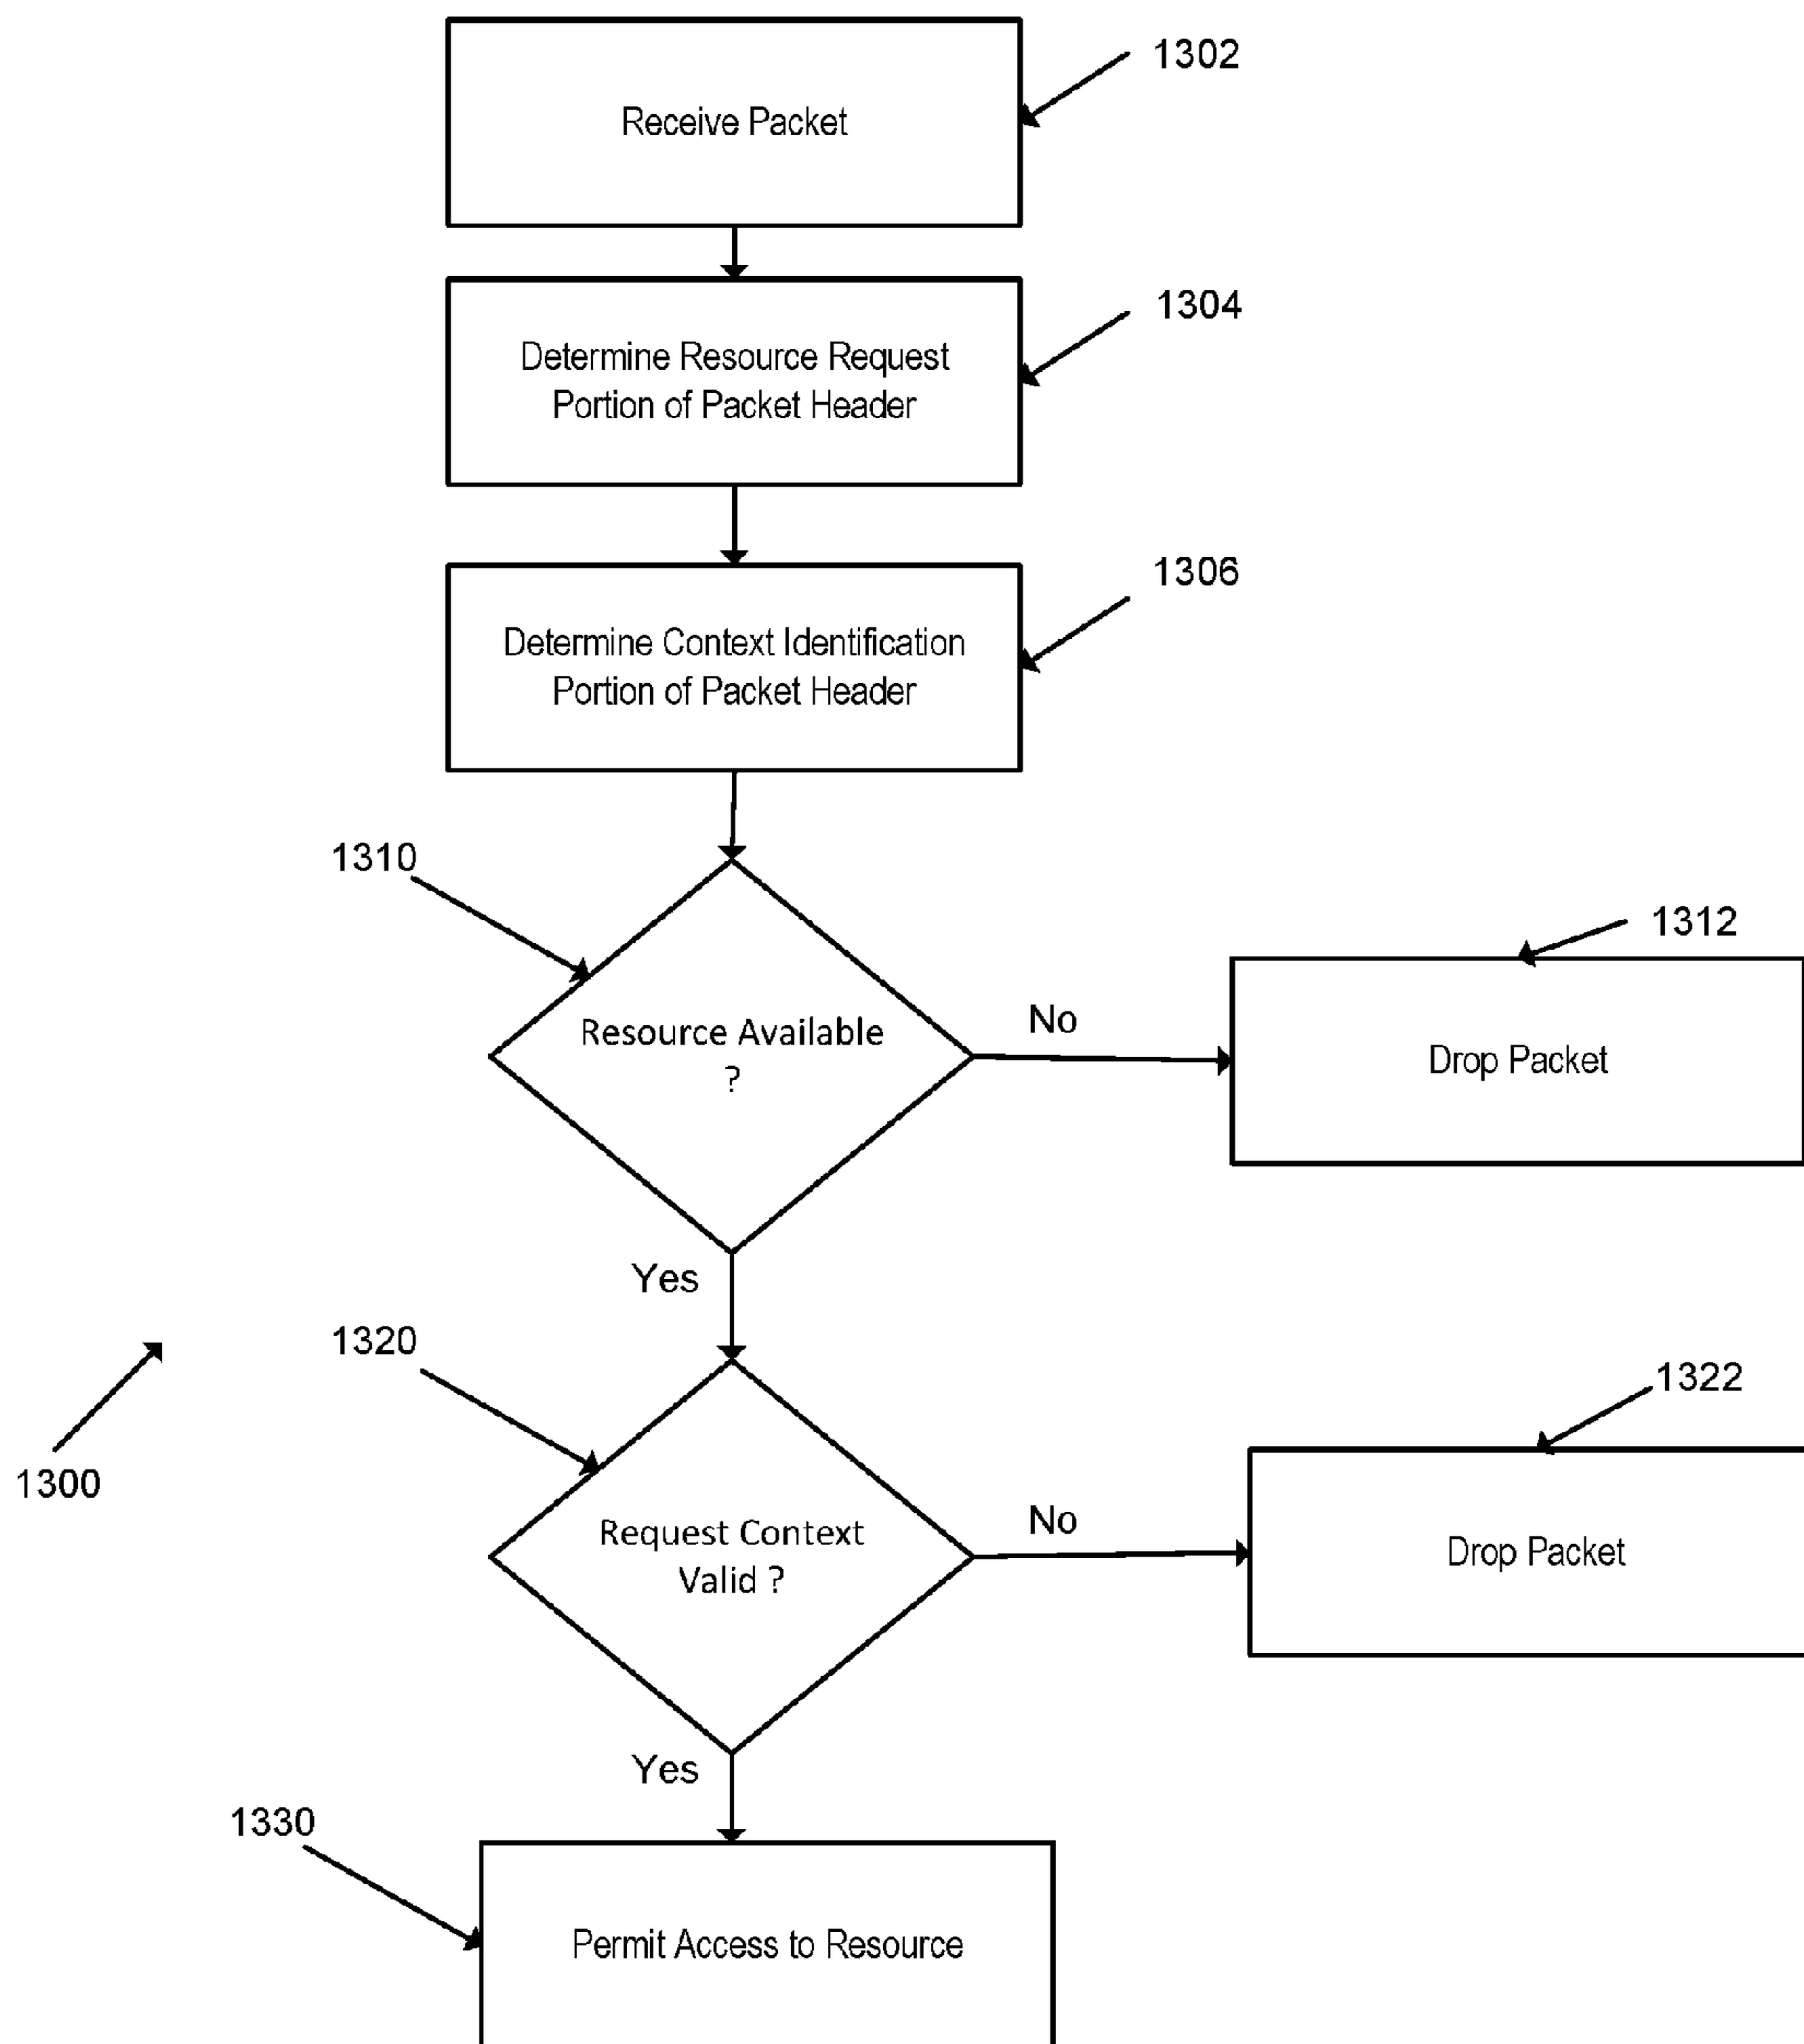 1302
Receive Packet
1304
Determine Resource Request
Portion of Packet Header
1306
Determine Context Identification
Portion of Packet Header
1310
1312
Resource Available
?
No
Drop Packet
Yes
1320
1322
1300
Request Context
Valid ?
No
Drop Packet
Yes
1330
Permit Access to Resource